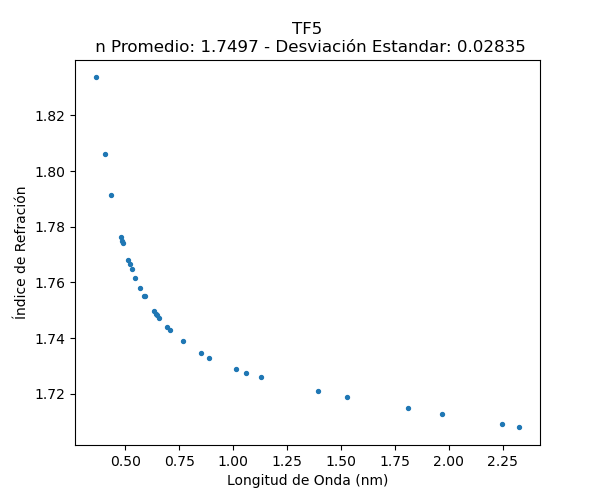 TF5
n Promedio: 1.7497 - Desviación Estandar: 0.02835
1.82
1.80
1.78
1.76
1.74
1.72
Índice de Refración
0.50 0.75 1.00 1.25 1.50 1.75 2.00 2.25
Longitud de Onda (nm)